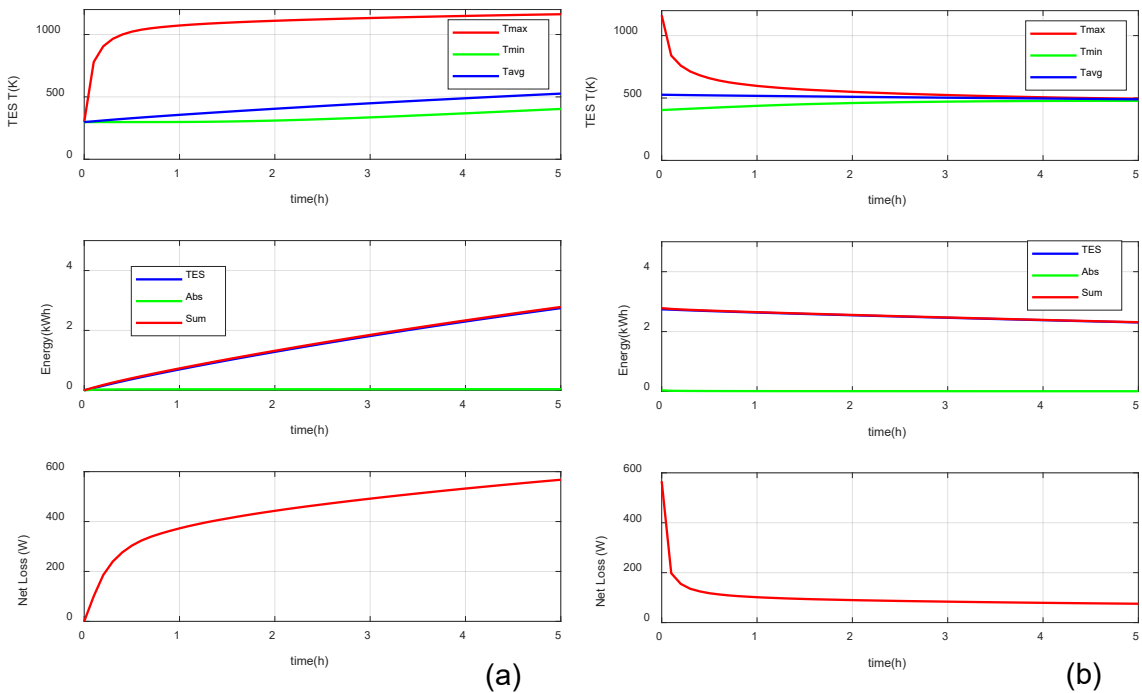 TES T(K)
1000
500
0
0 1 2 3 4 5
time(h)
Tmax
Tmin
Tavg
Energy(kWh)
4
2
0
0 1 2 3 4 5
time(h)
TES
Abs
Sum
Net Loss (W)
600
400
200
0
0 1 2 3 4 5
time(h)
(a)
TES T(K)
1000
500
0
0 1 2 3 4 5
time(h)
Tmax
Tmin
Tavg
Energy(kWh)
4
2
0
0 1 2 3 4 5
time(h)
TES
Abs
Sum
Net Loss (W)
600
400
200
0
0 1 2 3 4 5
time(h)
(b)